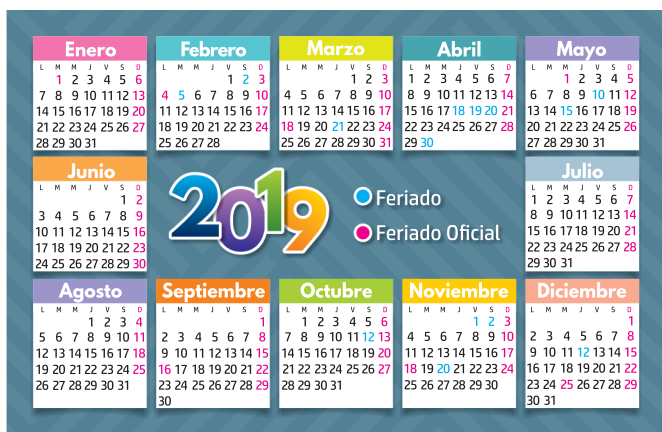 Enero
L M M J V S D
1 2 3 4 5 6
7 8 9 10 11 12 13
14 15 16 17 18 19 20
21 22 23 24 25 26 27
28 29 30 31
Febrero
L M M J V S D
1 2 3
4 5 6 7 8 9 10
11 12 13 14 15 16 17
18 19 20 21 22 23 24
25 26 27 28
Marzo
L M M J V S D
1 2 3
4 5 6 7 8 9 10
11 12 13 14 15 16 17
18 19 20 21 22 23 24
25 26 27 28 29 30 31
Abril
L M M J V S D
1 2 3 4 5 6 7
8 9 10 11 12 13 14
15 16 17 18 19 20 21
22 23 24 25 26 27 28
29 30
Mayo
L M M J V S D
1 2 3 4 5
6 7 8 9 10 11 12
13 14 15 16 17 18 19
20 21 22 23 24 25 26
27 28 29 30 31
Junio
L M M J V S D
1 2
3 4 5 6 7 8 9
10 11 12 13 14 15 16
17 18 19 20 21 22 23
24 25 26 27 28 29 30
2019
Feriado
Feriado Oficial
Julio
L M M J V S D
1 2 3 4 5 6 7
8 9 10 11 12 13 14
15 16 17 18 19 20 21
22 23 24 25 26 27 28
29 30 31
Agosto
L M M J V S D
1 2 3 4
5 6 7 8 9 10 11
12 13 14 15 16 17 18
19 20 21 22 23 24 25
26 27 28 29 30 31
Septiembre
L M M J V S D
1
2 3 4 5 6 7 8
9 10 11 12 13 14 15
16 17 18 19 20 21 22
23 24 25 26 27 28 29
30
Octubre
L M M J V S D
1 2 3 4 5 6
7 8 9 10 11 12 13
14 15 16 17 18 19 20
21 22 23 24 25 26 27
28 29 30 31
Noviembre
L M M J V S D
1 2 3
4 5 6 7 8 9 10
11 12 13 14 15 16 17
18 19 20 21 22 23 24
25 26 27 28 29 30
Diciembre
L M M J V S D
1
2 3 4 5 6 7 8
9 10 11 12 13 14 15
16 17 18 19 20 21 22
23 24 25 26 27 28 29
30 31